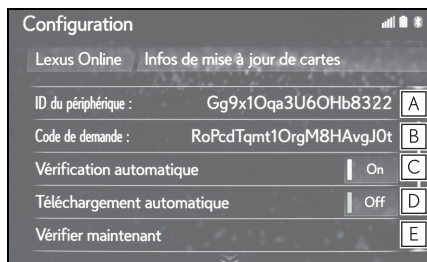 Configuration
Lexus Online Infos de mise à jour de cartes
ID du périphérique : Gg9x1Oqa3U6OHb8322 A
Code de demande : RoPcdTqmt1OrgM8HAvgJ0t B
Vérification automatique On C
Téléchargement automatique Off D
Vérifier maintenant E